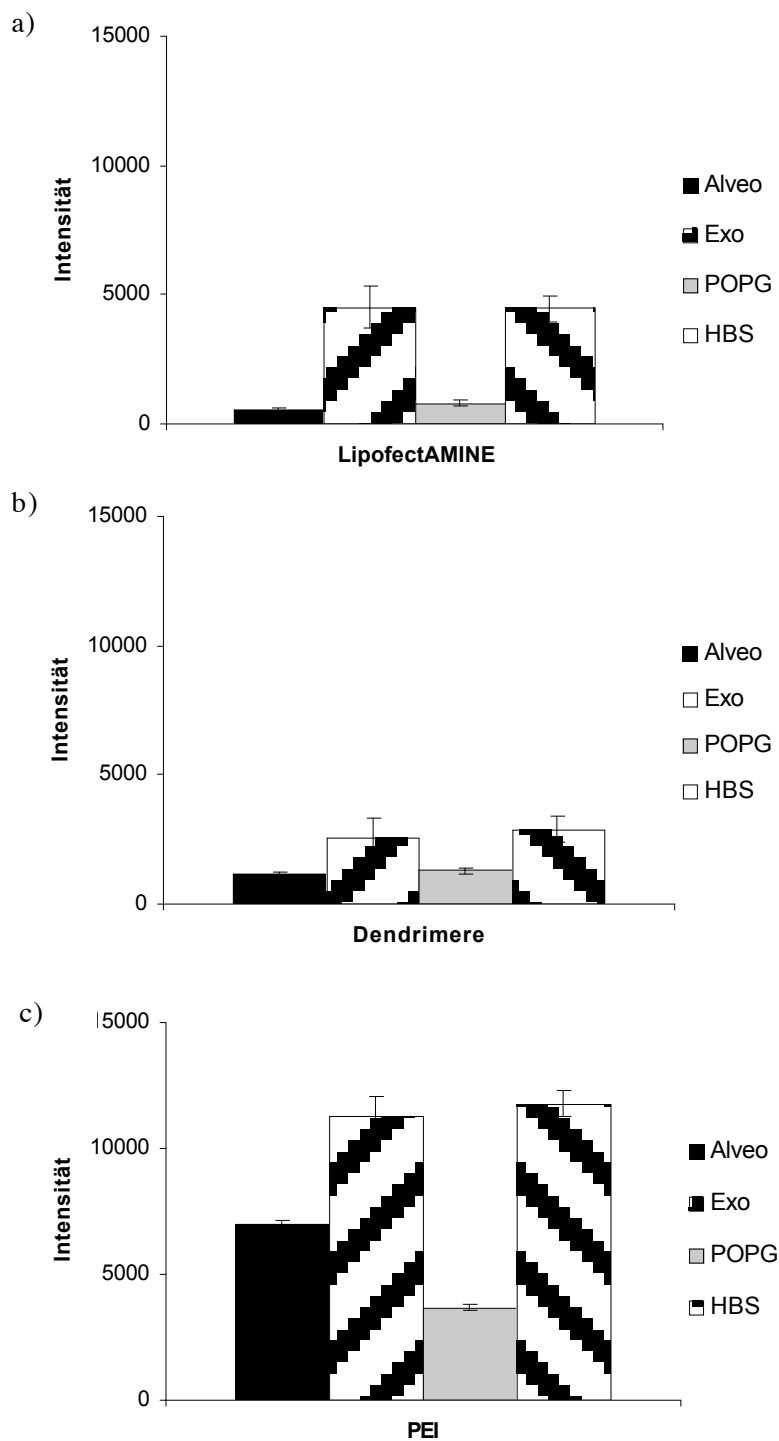 a)
15000
10000
5000
0
Intensität
Alveo
Exo
POPG
HBS
LipofectAMINE
b)
15000
10000
5000
0
Intensität
Alveo
Exo
POPG
HBS
Dendrimere
c)
15000
10000
5000
0
Intensität
Alveo
Exo
POPG
HBS
PEI